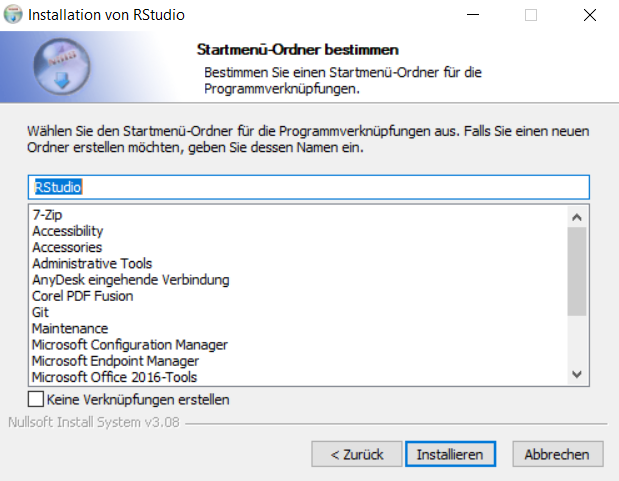 Installation von RStudio
Startmenü-Ordner bestimmen
Bestimmen Sie einen Startmenü-Ordner für die
Programmverknüpfungen.
Wählen Sie den Startmenü-Ordner für die Programmverknüpfungen aus. Falls Sie einen neuen
Ordner erstellen möchten, geben Sie dessen Namen ein.
RStudio
7-Zip
Accessibility
Accessories
Administrative Tools
AnyDesk eingehende Verbindung
Corel PDF Fusion
Git
Maintenance
Microsoft Configuration Manager
Microsoft Endpoint Manager
Microsoft Office 2016-Tools
Keine Verknüpfungen erstellen
Nullsoft Install System v3.08
< Zurück Installieren Abbrechen